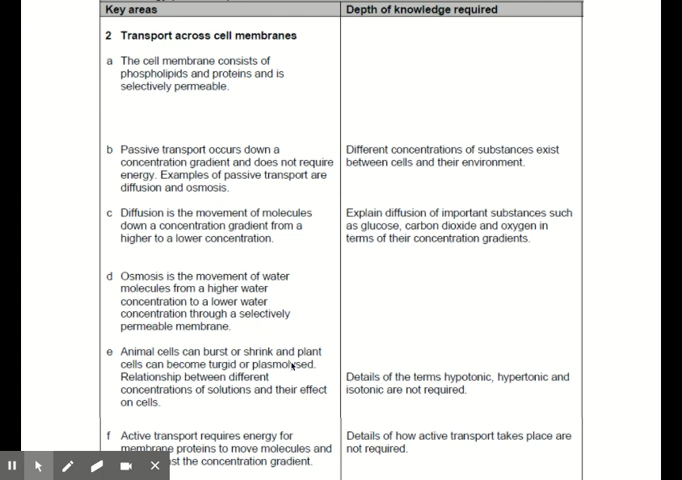 Key areas
Depth of knowledge required
2 Transport across cell membranes
a The cell membrane consists of
phospholipids and proteins and is
selectively permeable.
b Passive transport occurs down a
concentration gradient and does not require
energy. Examples of passive transport are
diffusion and osmosis.
Different concentrations of substances exist
between cells and their environment.
c Diffusion is the movement of molecules
down a concentration gradient from a
higher to a lower concentration.
Explain diffusion of important substances such
as glucose, carbon dioxide and oxygen in
terms of their concentration gradients.
d Osmosis is the movement of water
molecules from a higher water
concentration to a lower water
concentration through a selectively
permeable membrane.
e Animal cells can burst or shrink and plant
cells can become turgid or plasmolysed.
Relationship between different
concentrations of solutions and their effect
on cells.
Details of the terms hypotonic, hypertonic and
isotonic are not required.
f Active transport requires energy for
membrane proteins to move molecules and
the concentration gradient.
Details of how active transport takes place are
not required.